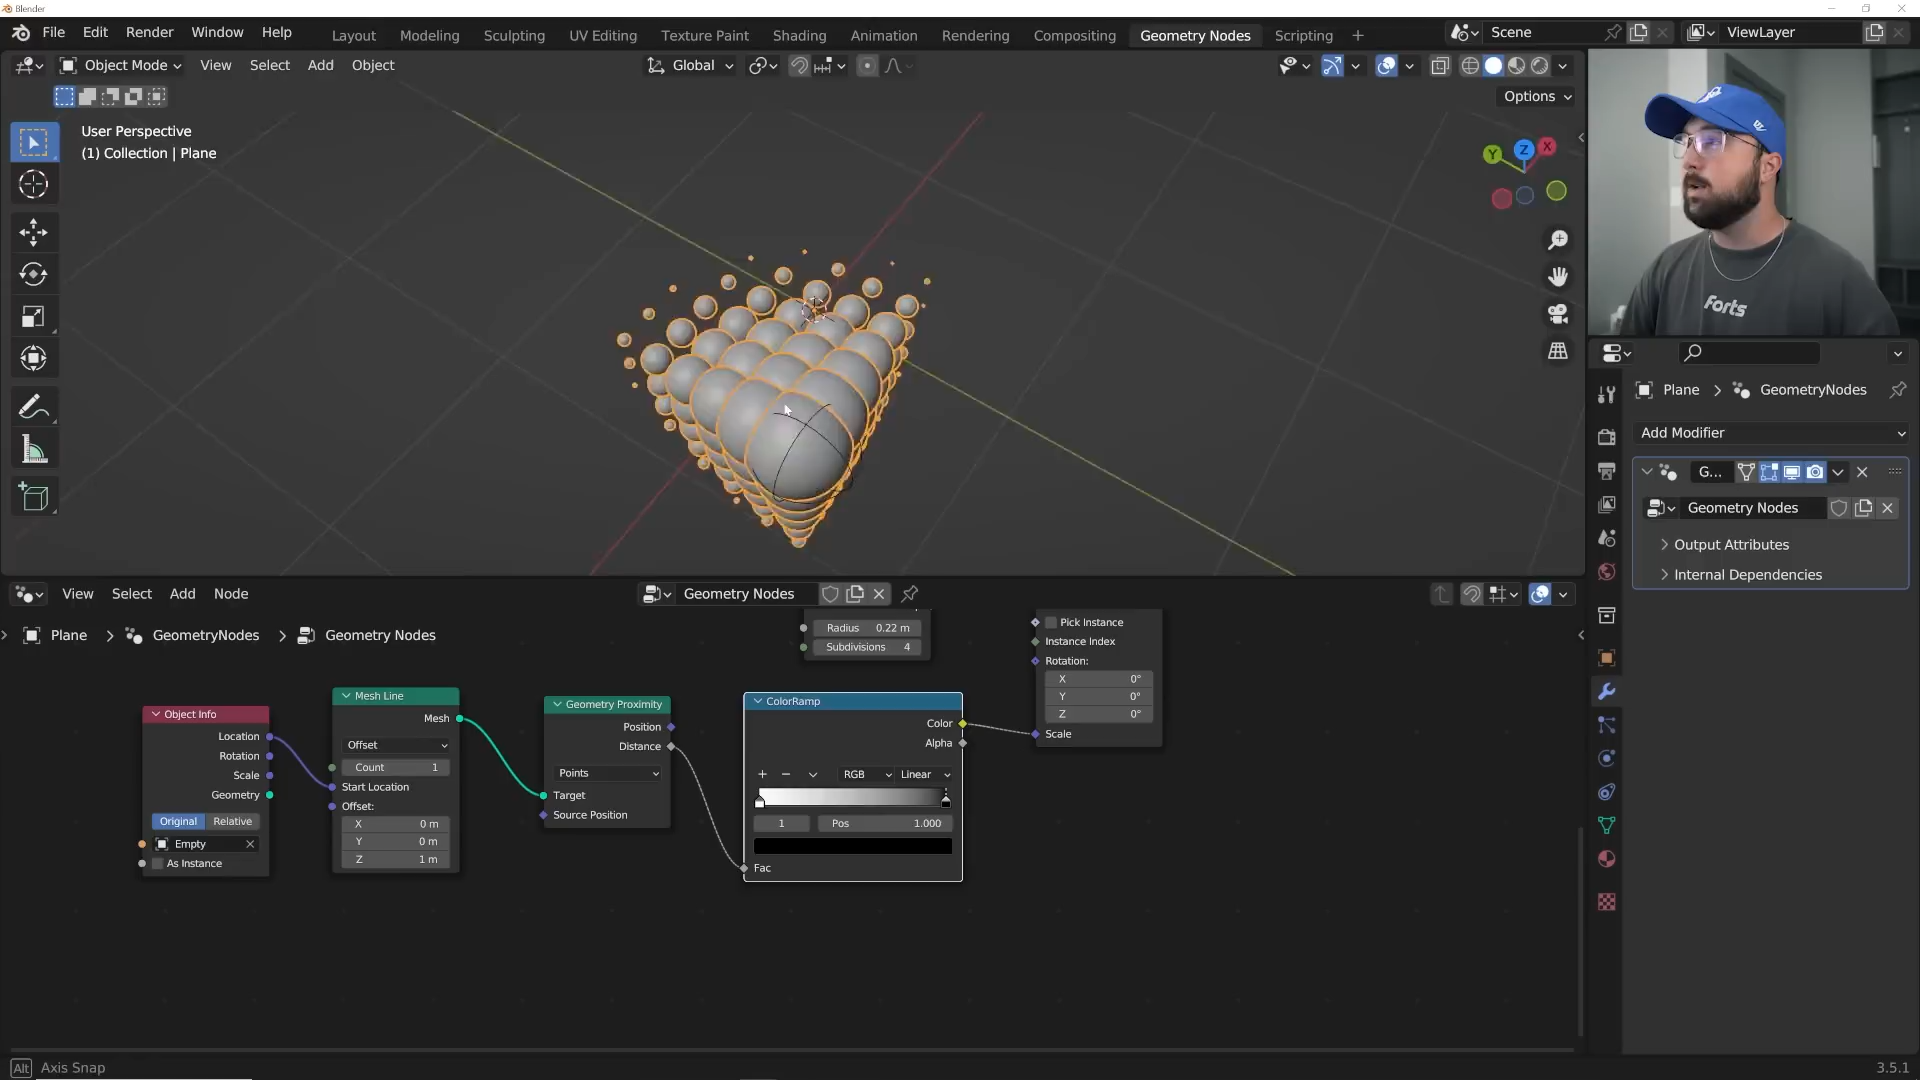 Blender
File Edit Render Window Help
Layout Modeling Sculpting UV Editing Texture Paint Shading Animation Rendering Compositing Geometry Nodes Scripting +
Scene
ViewLayer
Object Mode View Select Add Object
Global
Options
User Perspective
(1) Collection | Plane
Y Z X
Forts
Plane > GeometryNodes
Add Modifier
G...
Geometry Nodes
Output Attributes
Internal Dependencies
View Select Add Node
Geometry Nodes
Plane > GeometryNodes > Geometry Nodes
Radius 0.22 m
Subdivisions 4
Pick Instance
Instance Index
Rotation:
X 0°
Y 0°
Z 0°
Scale
Object Info
Location
Rotation
Scale
Geometry
Original Relative
Empty
As Instance
Mesh Line
Mesh
Offset
Count 1
Start Location
Offset:
X 0 m
Y 0 m
Z 1 m
Geometry Proximity
Position
Distance
Points
Target
Source Position
ColorRamp
Color
Alpha
+ − RGB Linear
1 Pos 1.000
Fac
Alt Axis Snap
3.5.1